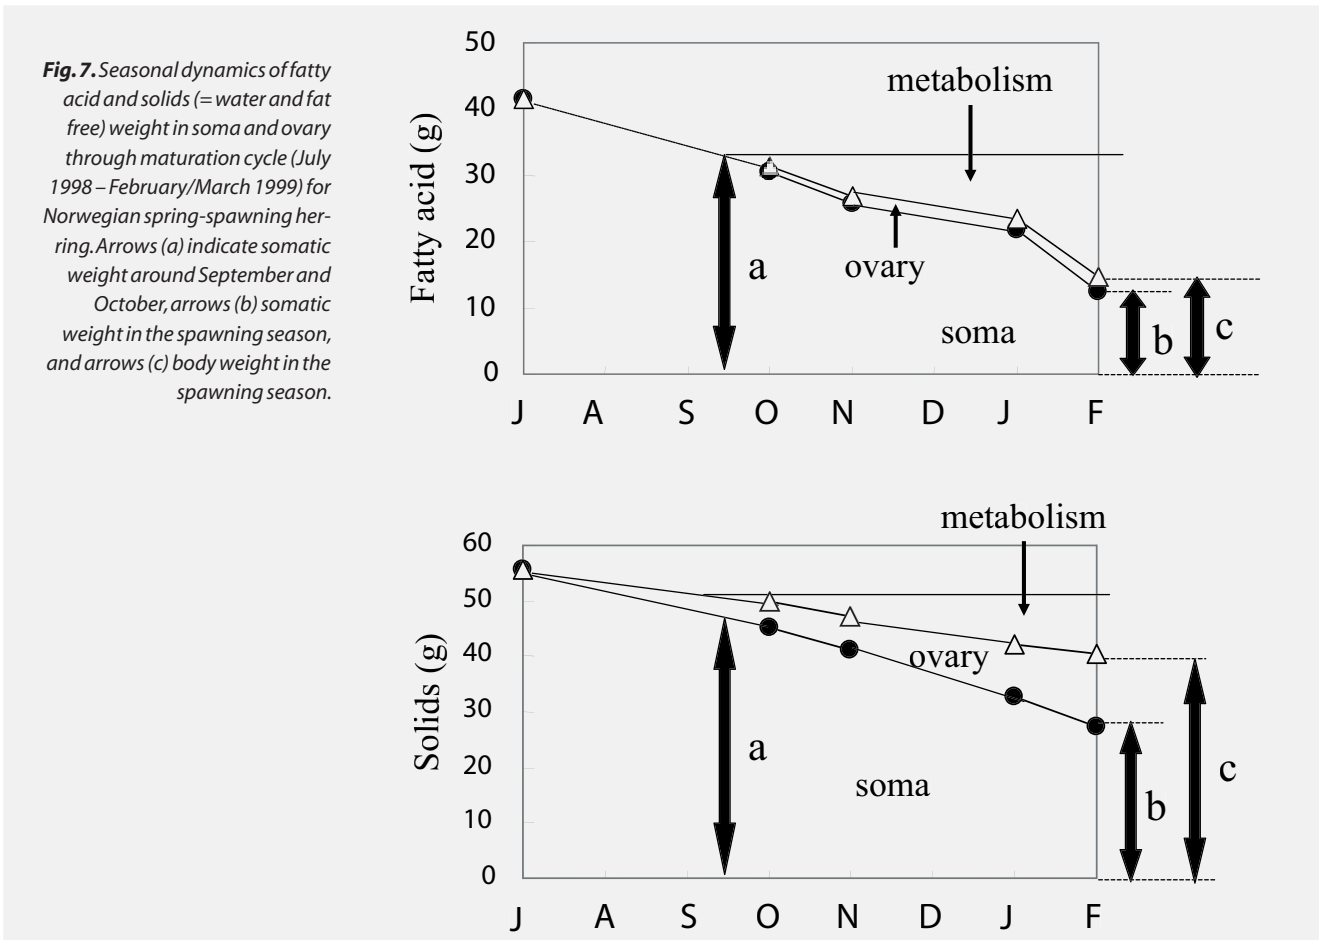 Fig. 7. Seasonal dynamics of fatty
acid and solids (= water and fat
free) weight in soma and ovary
through maturation cycle (July
1998 – February/March 1999) for
Norwegian spring-spawning her-
ring. Arrows (a) indicate somatic
weight around September and
October, arrows (b) somatic
weight in the spawning season,
and arrows (c) body weight in the
spawning season.
50
40
30
20
10
0
Fatty acid (g)
metabolism
ovary
a
soma
b
c
J A S O N D J F
60
50
40
30
20
10
0
Solids (g)
metabolism
ovary
a
soma
b
c
J A S O N D J F